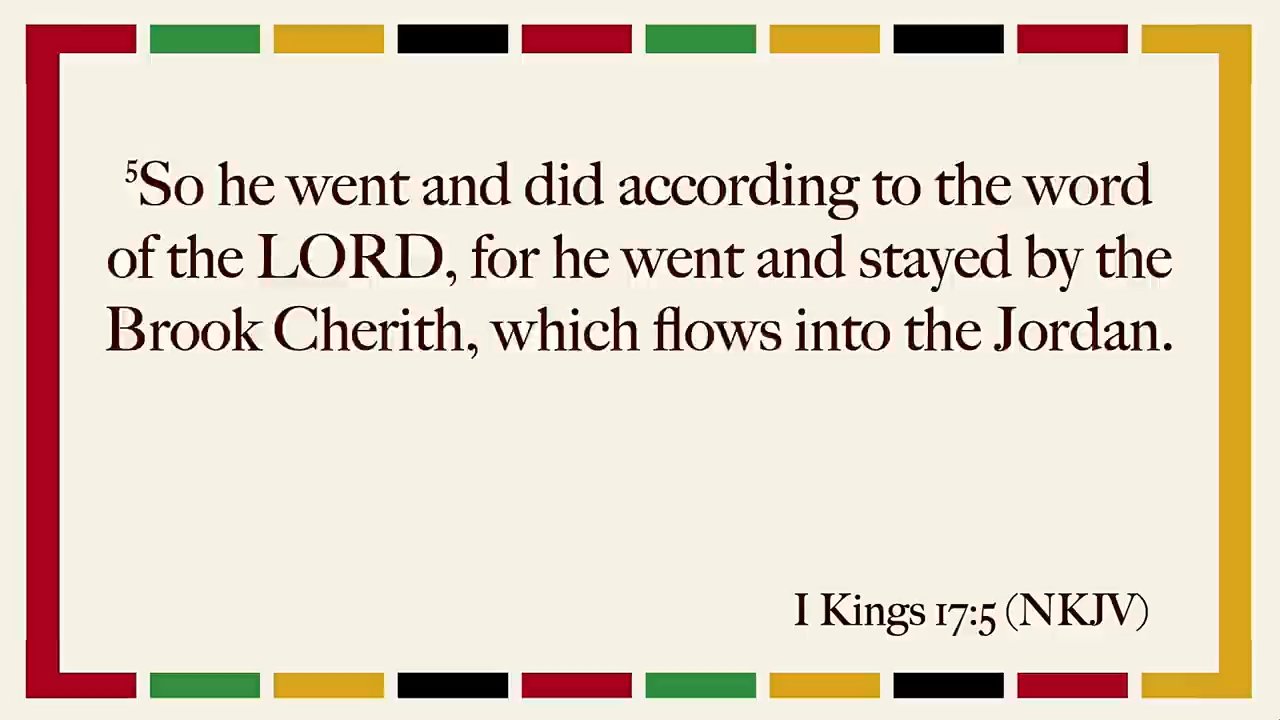 ⁵So he went and did according to the word
of the LORD, for he went and stayed by the
Brook Cherith, which flows into the Jordan.
I Kings 17:5 (NKJV)